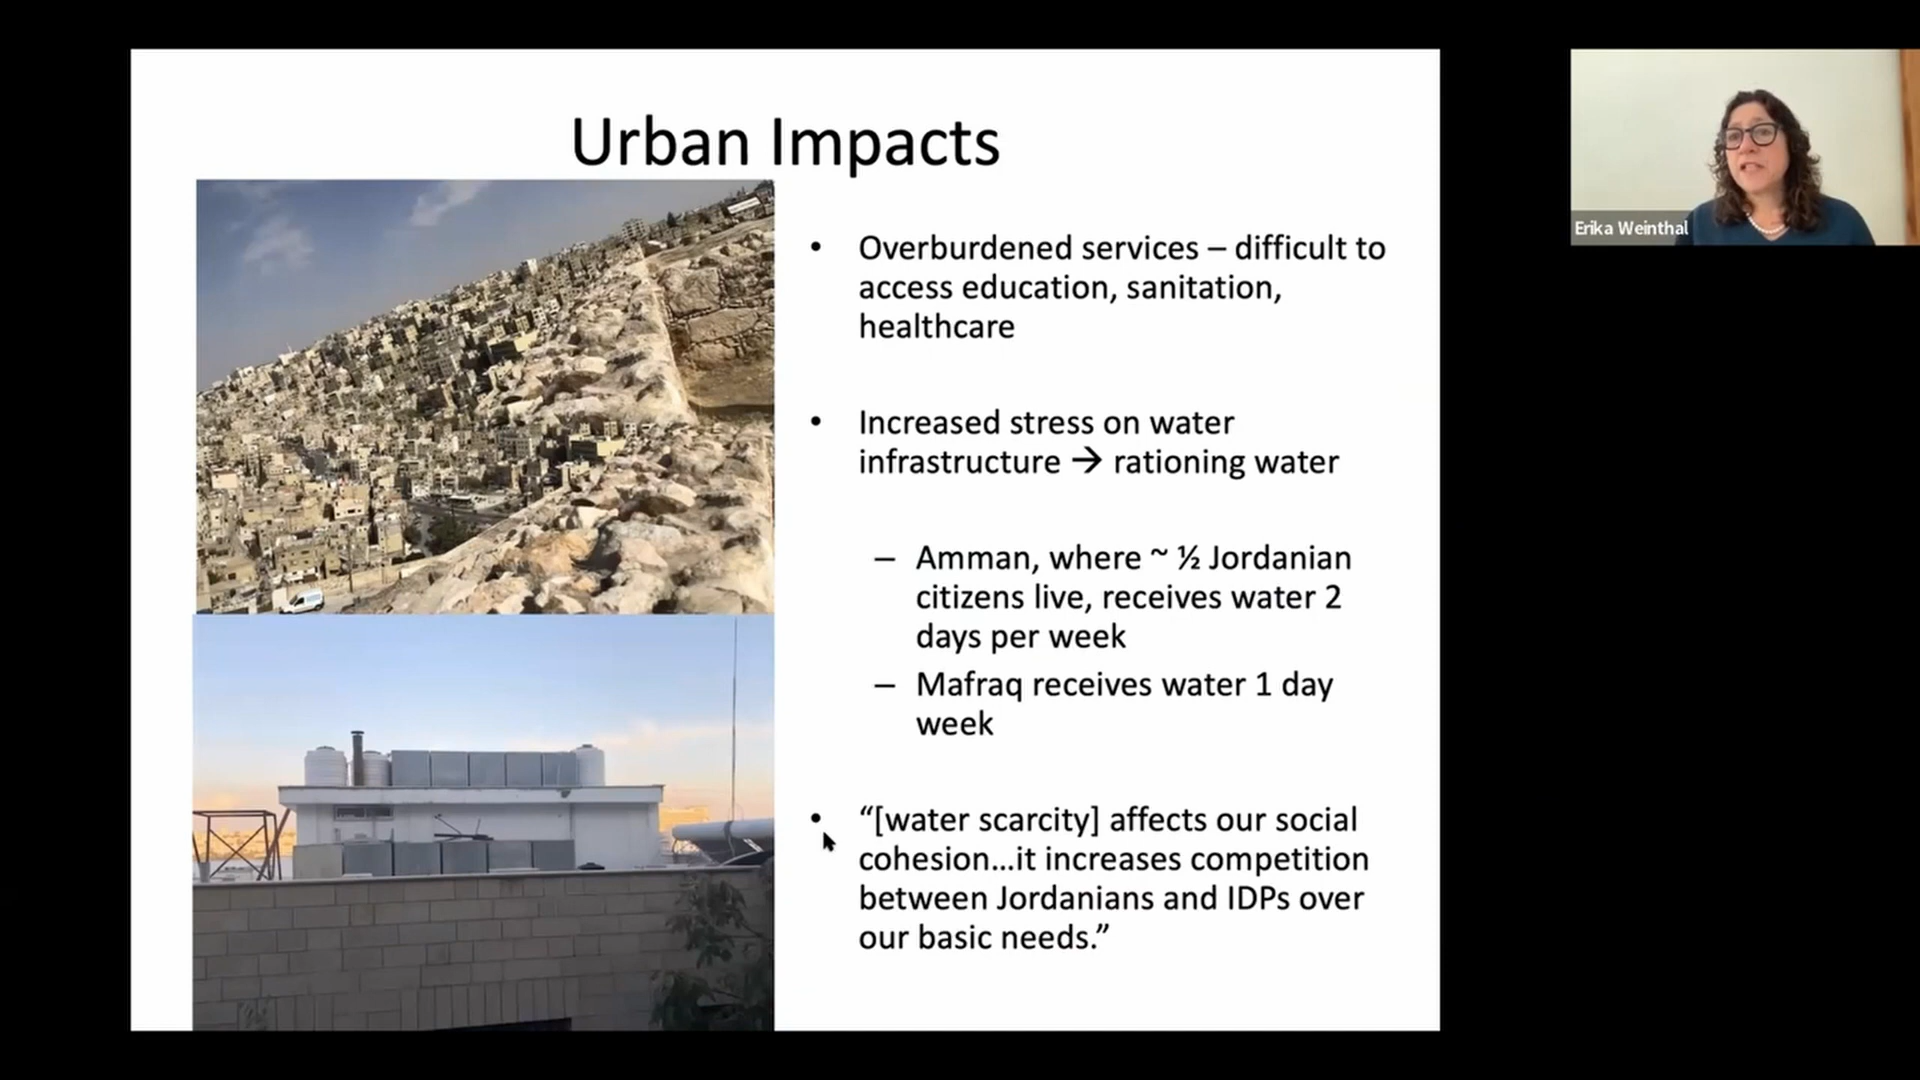 Urban Impacts
• Overburdened services – difficult to
access education, sanitation,
healthcare
• Increased stress on water
infrastructure → rationing water
– Amman, where ~ ½ Jordanian
citizens live, receives water 2
days per week
– Mafraq receives water 1 day
week
• “[water scarcity] affects our social
cohesion…it increases competition
between Jordanians and IDPs over
our basic needs.”
Erika Weinthal